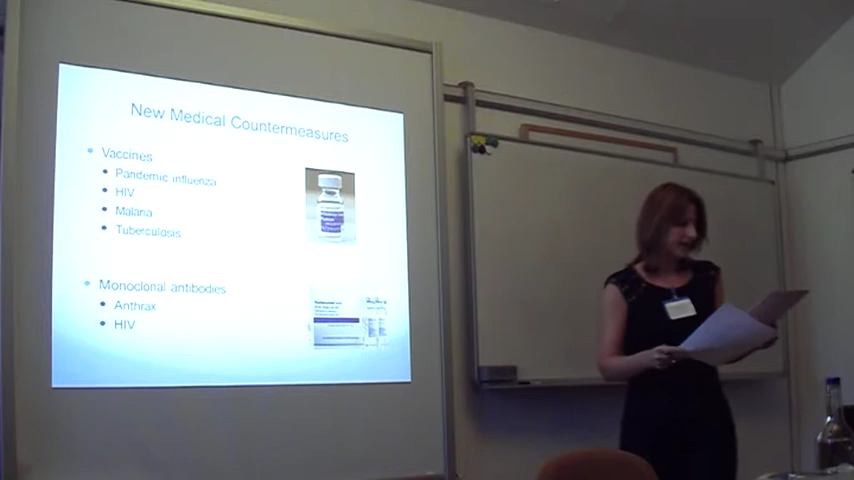 New Medical Countermeasures
Vaccines
Pandemic influenza
HIV
Malaria
Tuberculosis
Monoclonal antibodies
Anthrax
HIV